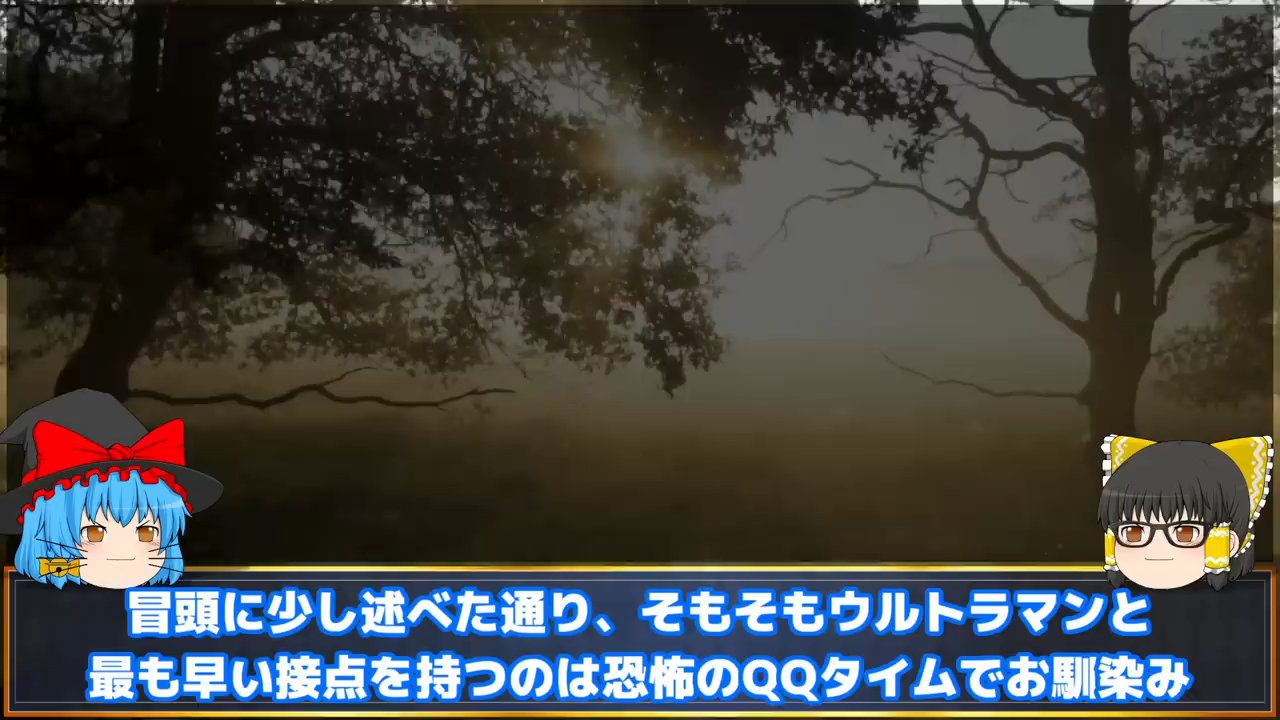 冒頭に少し述べた通り、そもそもウルトラマンと
最も早い接点を持つのは恐怖のQQタイムでお馴染み